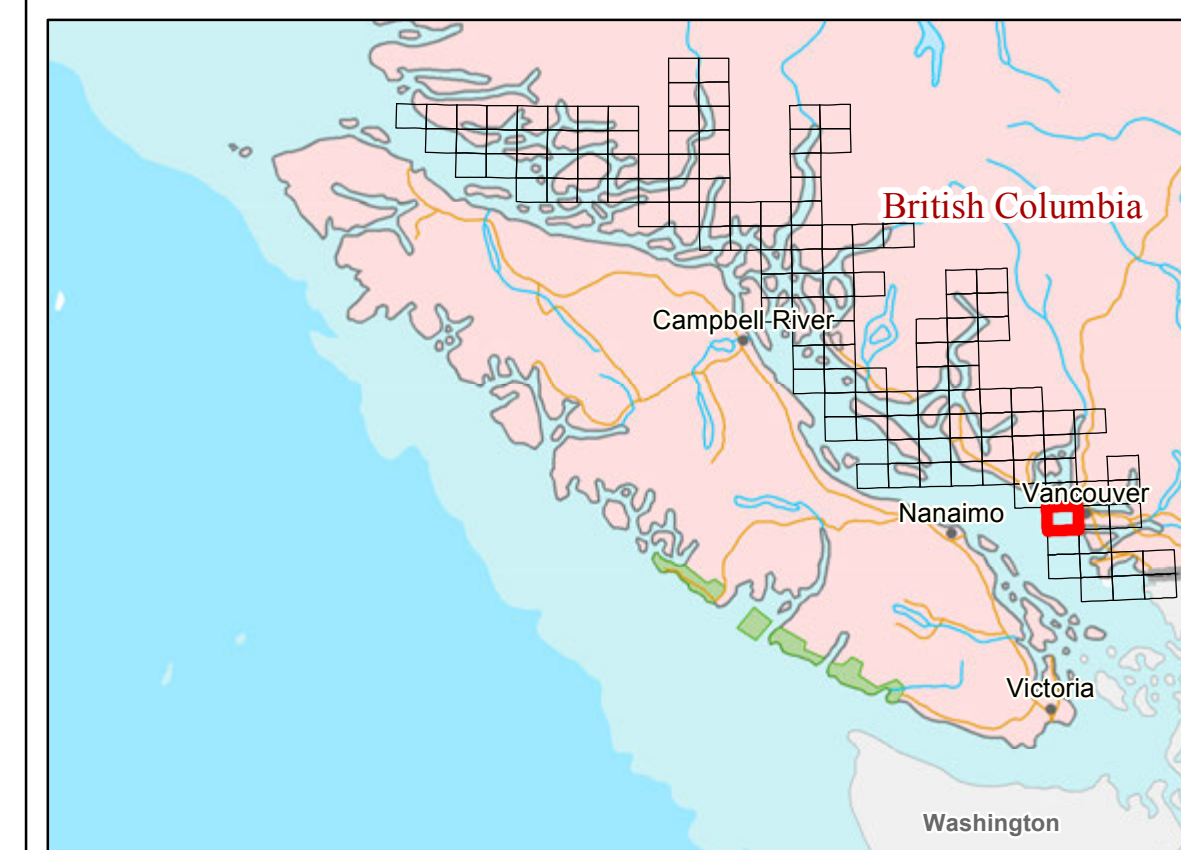 British Columbia
Campbell River
Vancouver
Nanaimo
Victoria
Washington